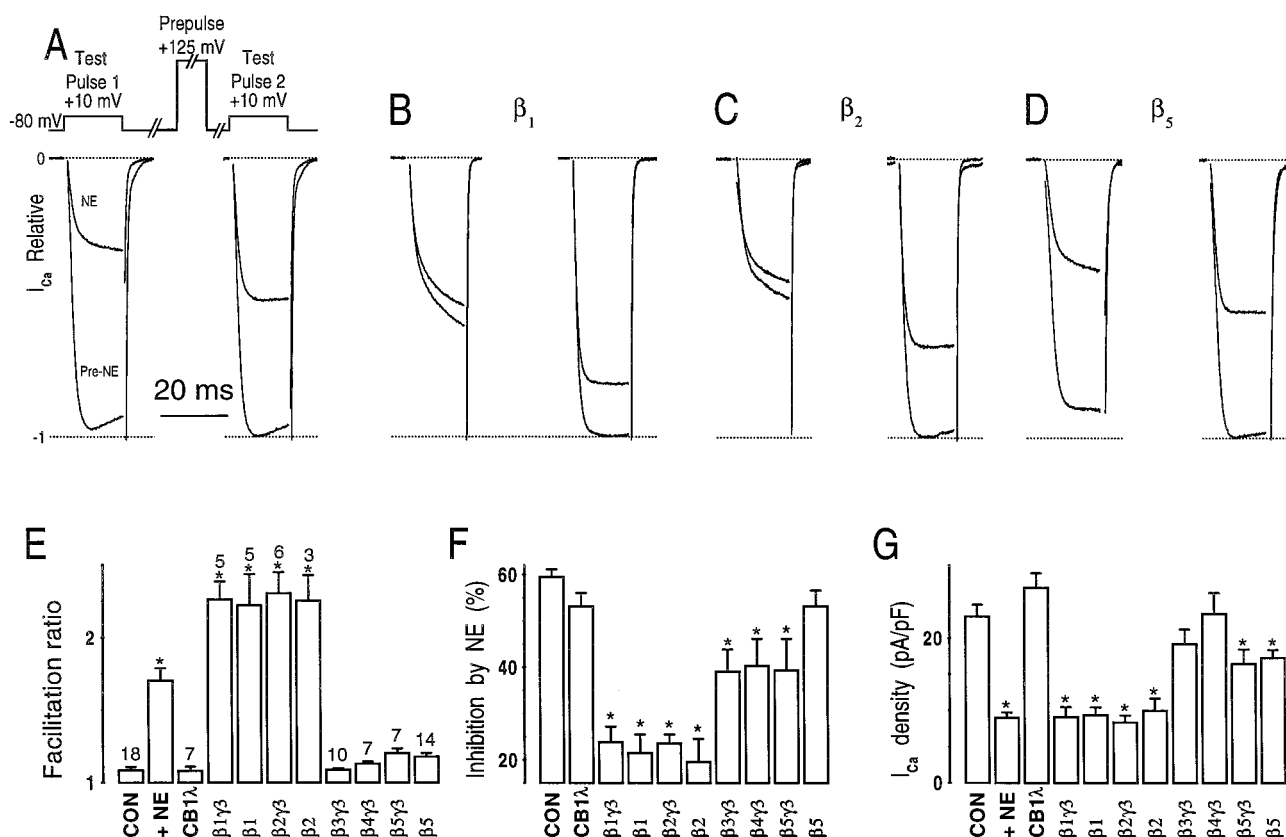 A
Test
Pulse 1
+10 mV
Prepulse
+125 mV
Test
Pulse 2
+10 mV
-80 mV
B
β1
C
β2
D
β5
0
NE
Pre-NE
-1
ICa Relative
20 ms
E
Facilitation ratio
2
1
18
*
7
5
*
5
*
6
*
3
*
10
7
7
14
CON
+ NE
CB1λ
β1γ3
β1
β2γ3
β2
β3γ3
β4γ3
β5γ3
β5
F
Inhibition by NE (%)
60
40
20
*
*
*
*
*
*
*
CON
CB1λ
β1γ3
β1
β2γ3
β2
β3γ3
β4γ3
β5γ3
β5
G
ICa density (pA/pF)
20
0
*
*
*
*
*
*
*
CON
+ NE
CB1λ
β1γ3
β1
β2γ3
β2
β3γ3
β4γ3
β5γ3
β5